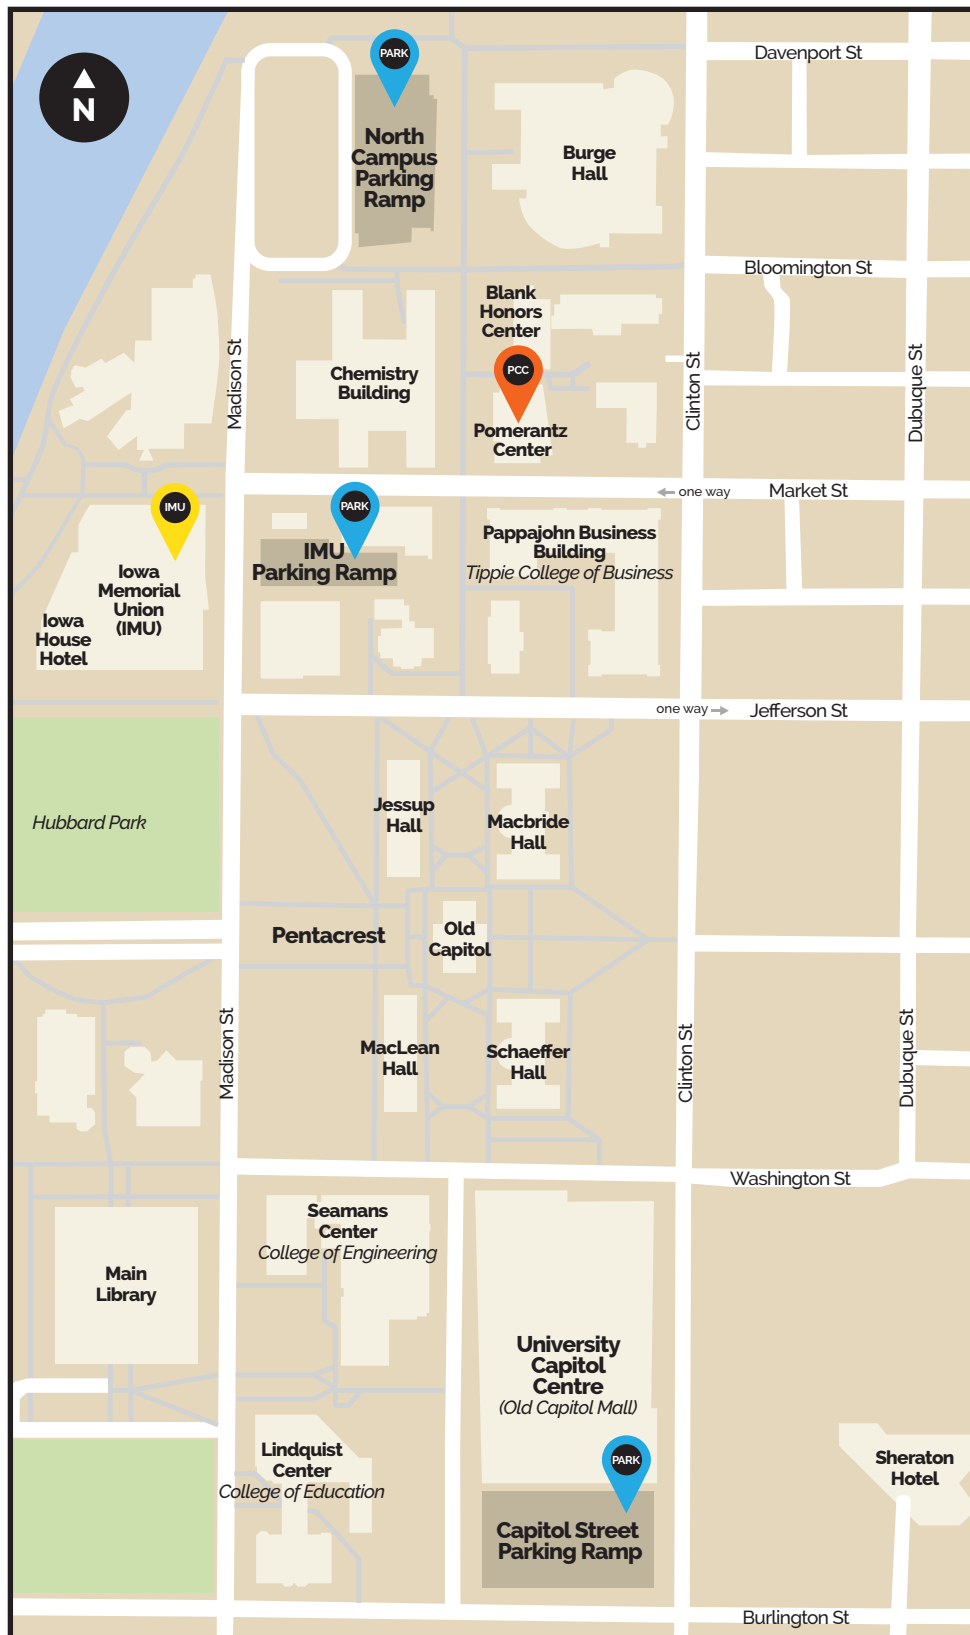 PARK
Davenport St
N
North
Campus
Parking
Ramp
Burge
Hall
Bloomington St
Blank
Honors
Center
Madison St
Chemistry
Building
PCC
Clinton St
Dubuque St
Pomerantz
Center
one way
Market St
IMU
PARK
IMU
Parking Ramp
Pappajohn Business
Building
Tippie College of Business
Iowa
Memorial
Union
(IMU)
Iowa
House
Hotel
one way
Jefferson St
Hubbard Park
Jessup
Hall
Macbride
Hall
Pentacrest
Old
Capitol
Madison St
MacLean
Hall
Schaeffer
Hall
Clinton St
Dubuque St
Washington St
Seamans
Center
College of Engineering
Main
Library
University
Capitol
Centre
(Old Capitol Mall)
Lindquist
Center
College of Education
PARK
Sheraton
Hotel
Capitol Street
Parking Ramp
Burlington St